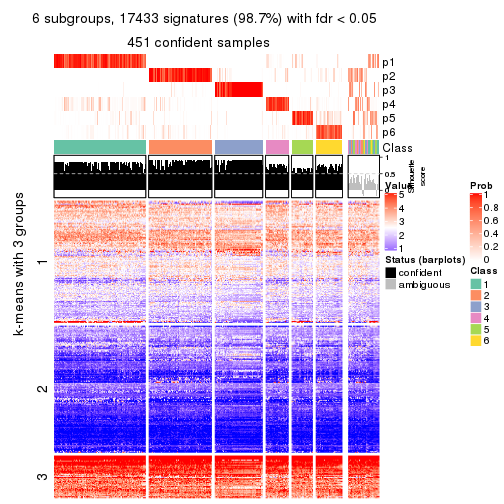 6 subgroups, 17433 signatures (98.7%) with fdr < 0.05
451 confident samples
p1
p2
p3
p4
p5
p6
Class
1
0.5
0
Silhouette
score
k-means with 3 groups
1
2
3
Value
5
4
3
2
1
Status (barplots)
confident
ambiguous
Prob
1
0.8
0.6
0.4
0.2
0
Class
1
2
3
4
5
6